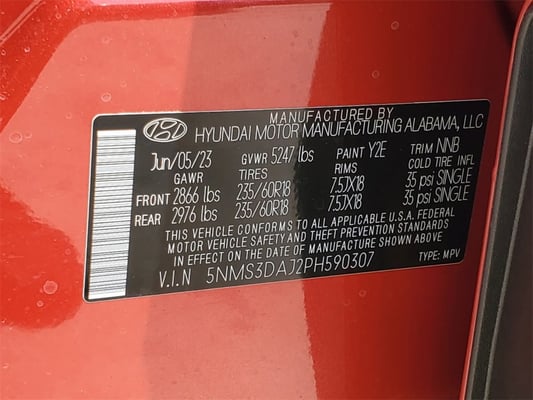 MANUFACTURED BY
HYUNDAI MOTOR MANUFACTURING ALABAMA, LLC
Jun/05/23 GVWR 5247 lbs PAINT Y2E TRIM NNB
GAWR TIRES RIMS COLD TIRE INFL
FRONT 2866 lbs 235/60R18 7.5JX18 35 psi SINGLE
REAR 2976 lbs 235/60R18 7.5JX18 35 psi SINGLE
THIS VEHICLE CONFORMS TO ALL APPLICABLE U.S.A. FEDERAL
MOTOR VEHICLE SAFETY AND THEFT PREVENTION STANDARDS
IN EFFECT ON THE DATE OF MANUFACTURE SHOWN ABOVE.
V.I.N 5NMS3DAJ2PH590307 TYPE: MPV